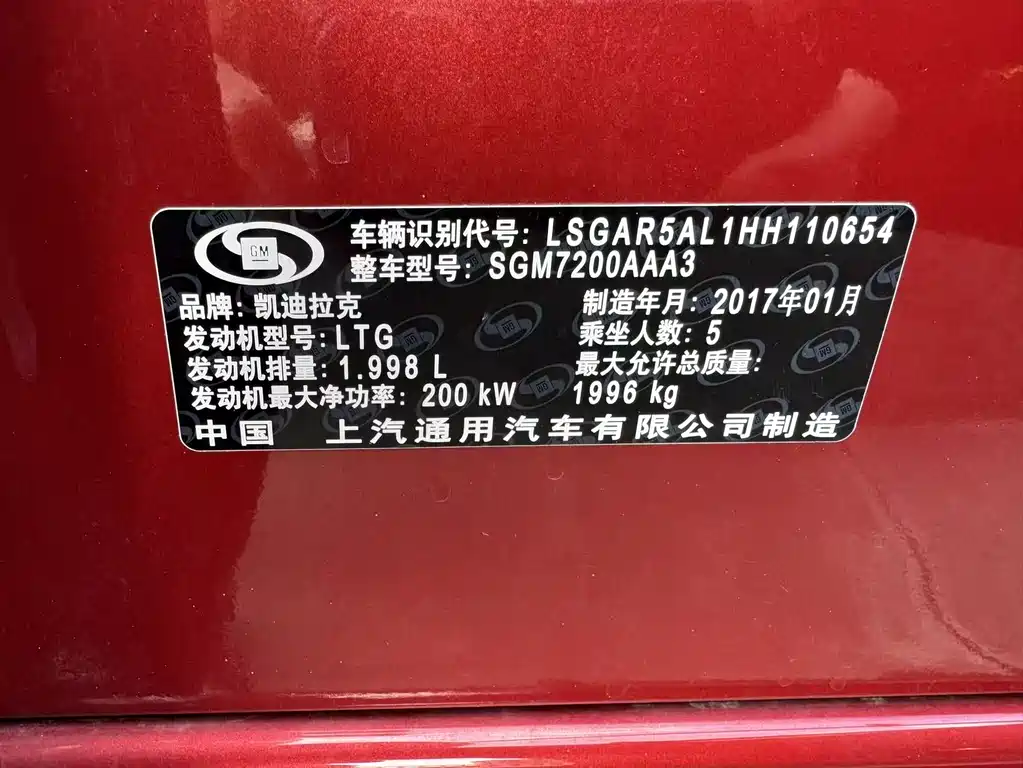 GM
车辆识别代号: LSGAR5AL1HH110654
整车型号: SGM7200AAA3
品牌: 凯迪拉克 制造年月: 2017年01月
发动机型号: LTG 乘坐人数: 5
发动机排量: 1.998 L 最大允许总质量:
发动机最大净功率: 200 kW 1996 kg
中国 上汽通用汽车有限公司制造